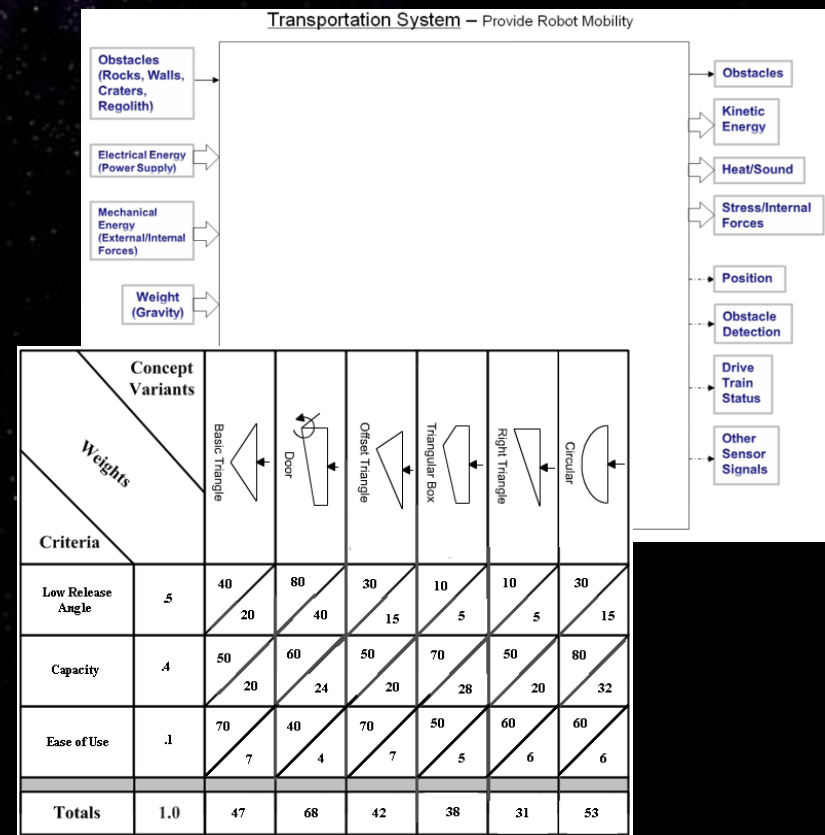 Transportation System – Provide Robot Mobility
Obstacles
(Rocks, Walls,
Craters,
Regolith)
Electrical Energy
(Power Supply)
Mechanical
Energy
(External/Internal
Forces)
Weight
(Gravity)
Obstacles
Kinetic
Energy
Heat/Sound
Stress/Internal
Forces
Position
Obstacle
Detection
Drive
Train
Status
Other
Sensor
Signals
Concept
Variants
Weights
Criteria
Basic Triangle
Door
Offset Triangle
Triangular Box
Right Triangle
Circular
Low Release
Angle
.5
40 80 30 10 10 30
20 40 15 5 5 15
Capacity
.4
50 60 50 70 50 80
20 24 20 28 20 32
Ease of Use
.1
70 40 70 50 60 60
7 4 7 5 6 6
Totals 1.0 47 68 42 38 31 53